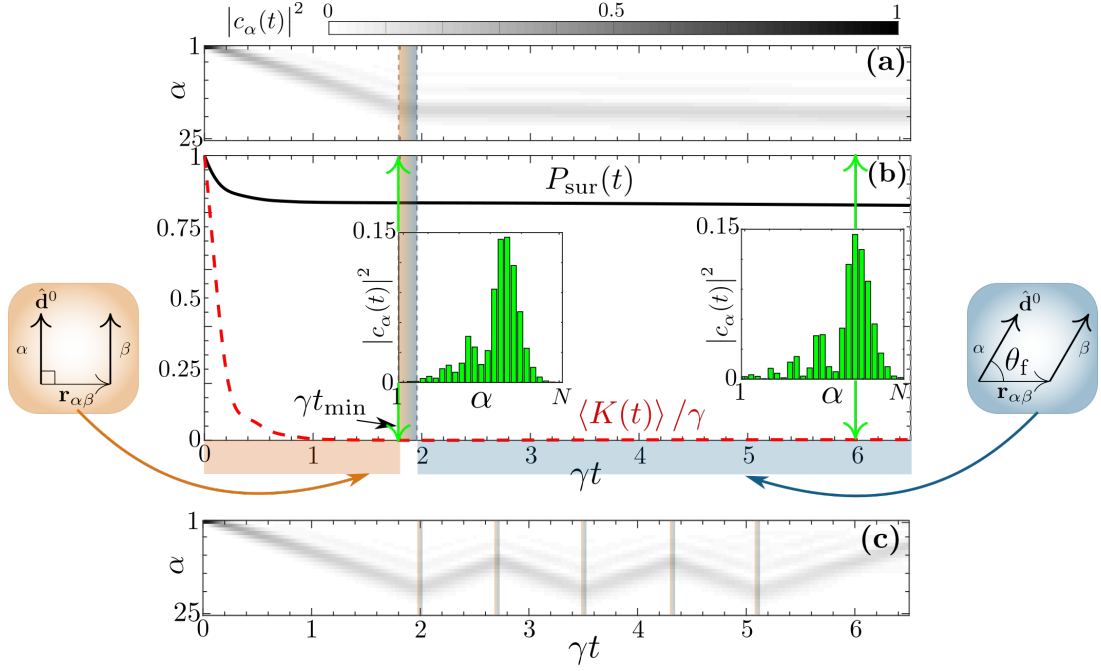 |c_α(t)|²
0 0.5 1
1
α
25
(a)
1
0.75
0.5
0.25
0
P_sur(t)
(b)
0.15
|c_α(t)|²
0
1 α N
0.15
|c_α(t)|²
0
1 α N
γt_min
⟨K(t)⟩/γ
0 1 2 3 4 5 6
γt
d̂⁰
α
β
r_αβ
d̂⁰
α
β
θ_f
r_αβ
1
α
25
(c)
0 1 2 3 4 5 6
γt